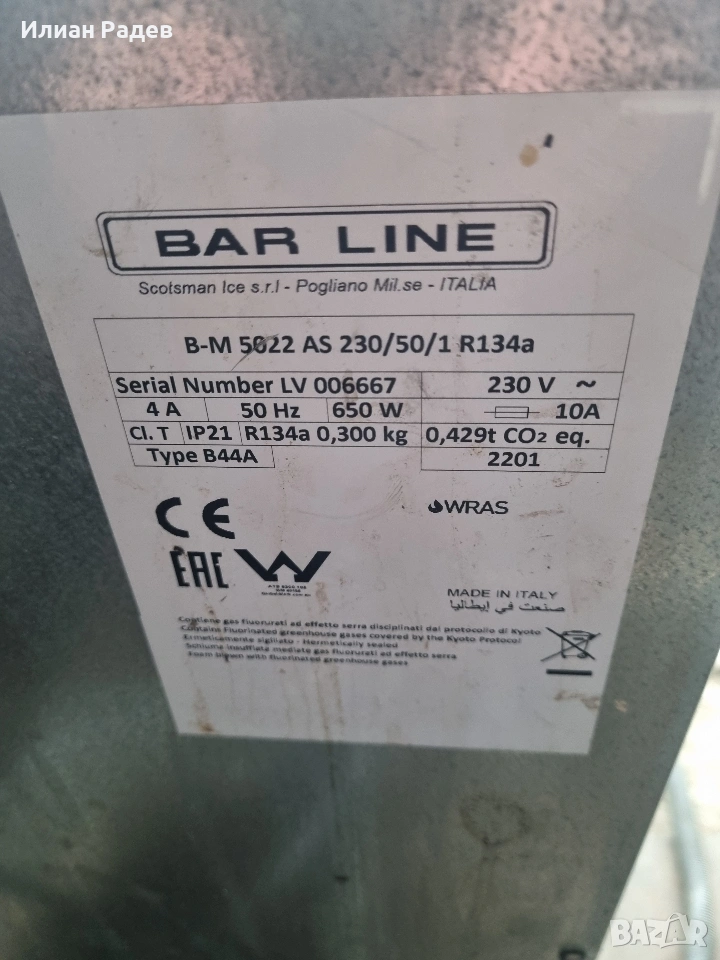 Илиан Радев
BAR LINE
Scotsman Ice s.r.l - Pogliano Mil.se - ITALIA
B-M 5022 AS 230/50/1 R134a
Serial Number LV 006667 230 V ~
4 A 50 Hz 650 W 10A
Cl. T IP21 R134a 0,300 kg 0,429t CO2 eq.
Type B44A 2201
CE WRAS
EAC
MADE IN ITALY
صنعت في إيطاليا
Contiene gas fluorurati ad effetto serra disciplinati dal protocollo di Kyoto
Contains Fluorinated greenhouse gases covered by the Kyoto Protocol
Ermeticamente sigillato - Hermetically sealed
Schiuma insufflata mediate gas fluorurati ad effetto serra
Foam blown with fluorinated greenhouse gases
BAZAR